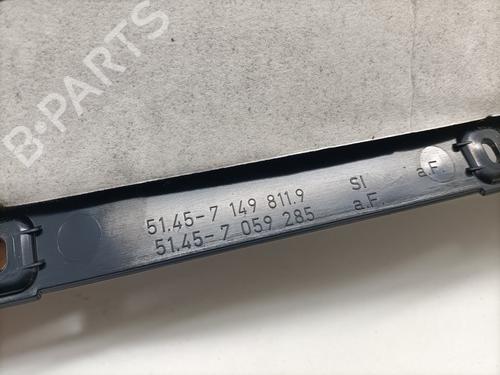 B-PARTS
51.45-7 149 811.9 SI a.F.
51.45-7 059 285 a.F.